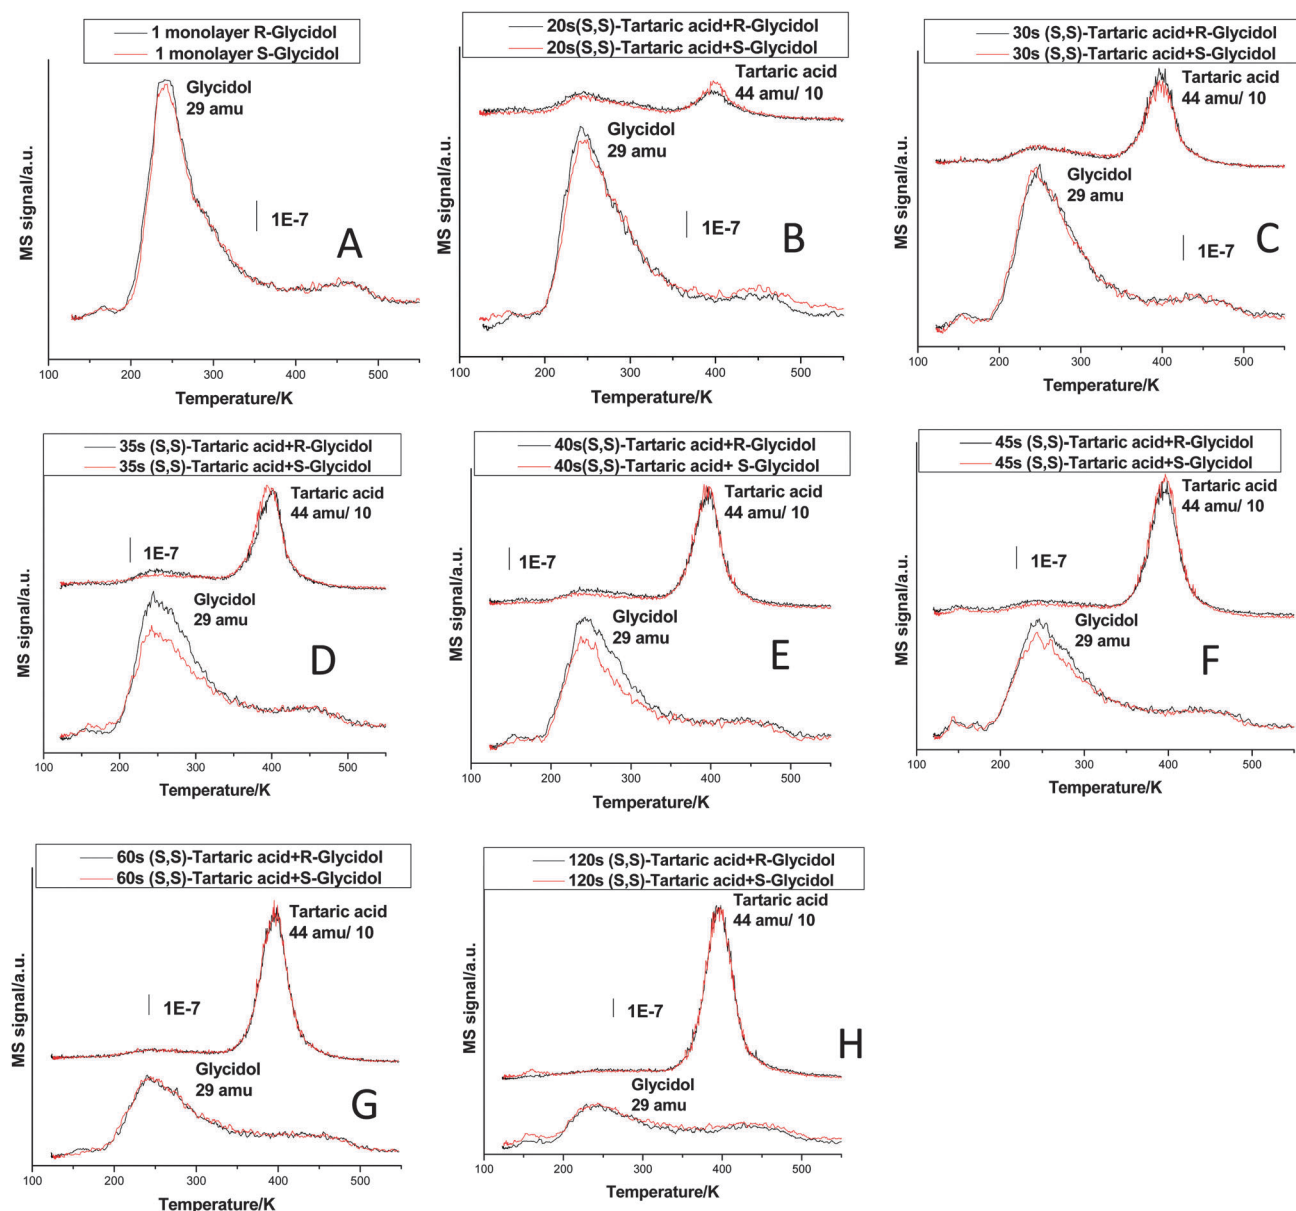 1 monolayer R-Glycidol
1 monolayer S-Glycidol
Glycidol
29 amu
1E-7
A
MS signal/a.u.
100 200 300 400 500
Temperature/K
20s(S,S)-Tartaric acid+R-Glycidol
20s(S,S)-Tartaric acid+S-Glycidol
Tartaric acid
44 amu/ 10
Glycidol
29 amu
1E-7
B
MS signal/a.u.
100 200 300 400 500
Temperature/K
30s (S,S)-Tartaric acid+R-Glycidol
30s (S,S)-Tartaric acid+S-Glycidol
Tartaric acid
44 amu/ 10
Glycidol
29 amu
1E-7
C
MS signal/a.u.
100 200 300 400 500
Temperature/K
35s (S,S)-Tartaric acid+R-Glycidol
35s (S,S)-Tartaric acid+S-Glycidol
Tartaric acid
44 amu/ 10
1E-7
Glycidol
29 amu
D
MS signal/a.u.
100 200 300 400 500
Temperature/K
40s(S,S)-Tartaric acid+R-Glycidol
40s(S,S)-Tartaric acid+ S-Glycidol
Tartaric acid
44 amu/ 10
1E-7
Glycidol
29 amu
E
MS signal/a.u.
100 200 300 400 500
Temperature/K
45s (S,S)-Tartaric acid+R-Glycidol
45s (S,S)-Tartaric acid+S-Glycidol
Tartaric acid
44 amu/ 10
1E-7
Glycidol
29 amu
F
MS signal/a.u.
100 200 300 400 500
Temperature/K
60s (S,S)-Tartaric acid+R-Glycidol
60s (S,S)-Tartaric acid+S-Glycidol
Tartaric acid
44 amu/ 10
1E-7
Glycidol
29 amu
G
MS signal/a.u.
100 200 300 400 500
Temperature/K
120s (S,S)-Tartaric acid+R-Glycidol
120s (S,S)-Tartaric acid+S-Glycidol
Tartaric acid
44 amu/ 10
1E-7
H
Glycidol
29 amu
MS signal/a.u.
100 200 300 400 500
Temperature/K